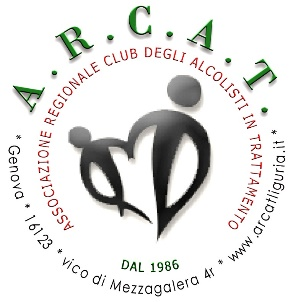 A.R.C.A.T.
ASSOCIAZIONE REGIONALE CLUB DEGLI ALCOLISTI IN TRATTAMENTO
DAL 1986
* Genova * 16123 * vico di Mezzagalera 4r * www.arcatliguria.it *